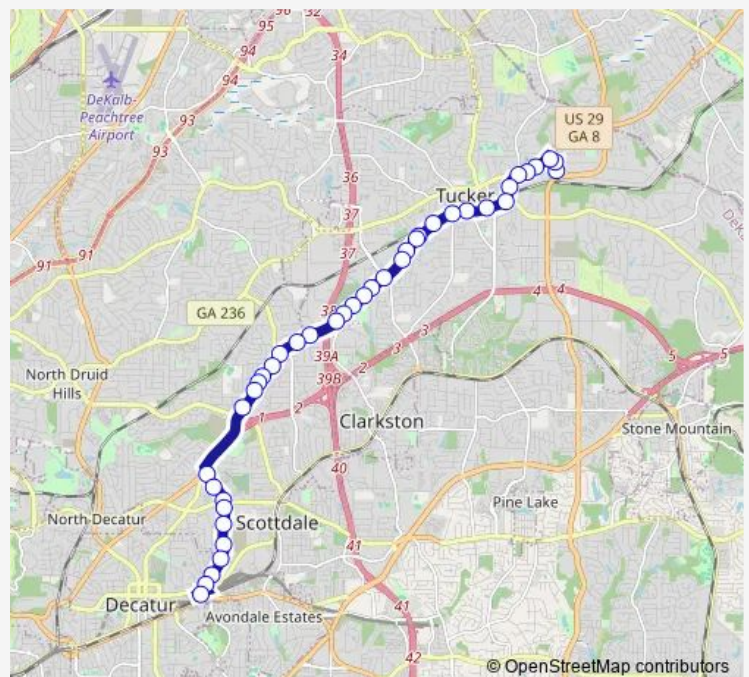 96
32
95
94
34
94
DeKalb-
Peachtree
Airport
93
US 29
GA 8
93
36
Tucker
37
91
91
37
4
4
GA 236
38
3
5
5
39A
2
North Druid
Hills
39B
2
1
Clarkston
Stone Mountain
40
Pine Lake
North Decatur
Scottdale
41
Decatur
41
Avondale Estates
42
© OpenStreetMap contributors